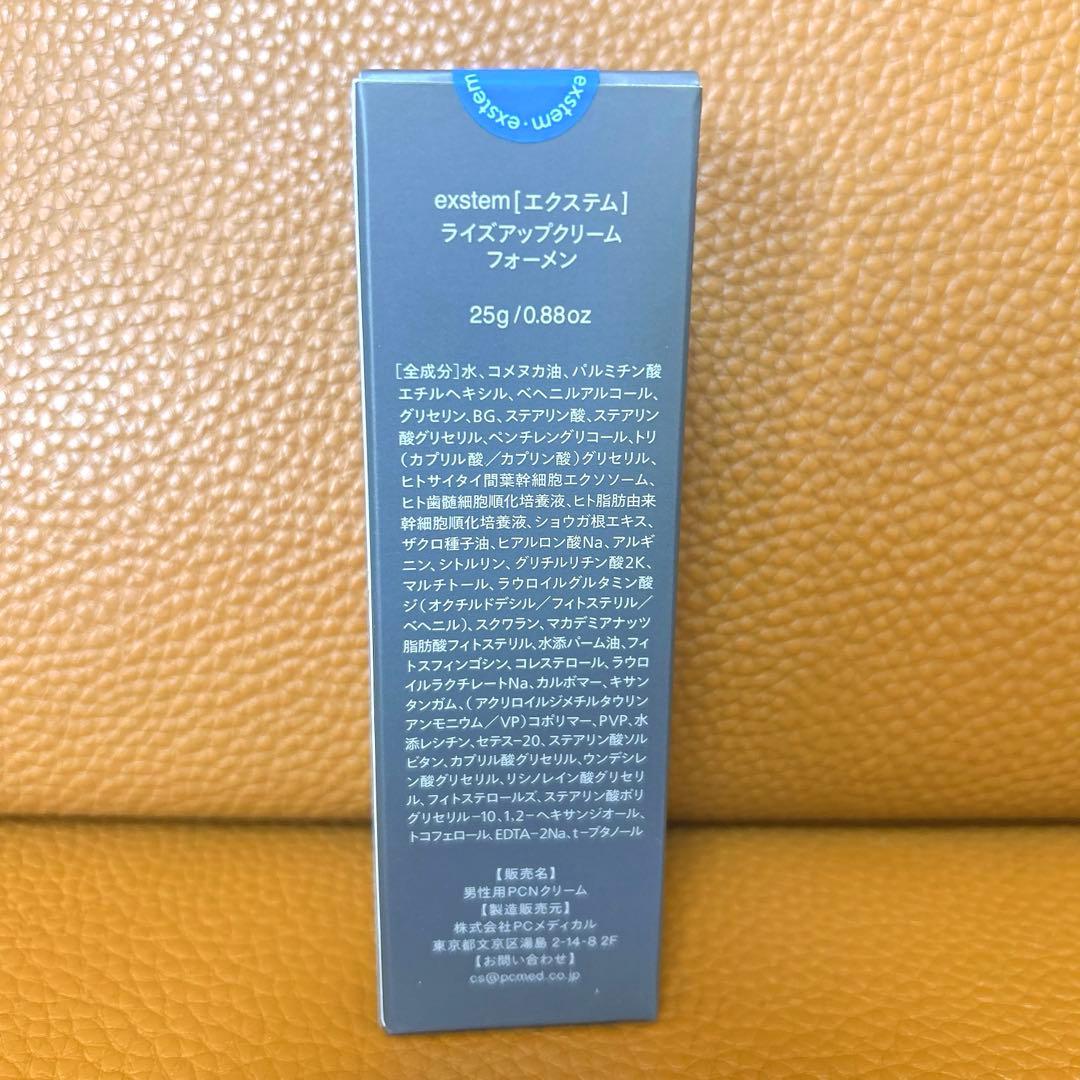 exstem・exstem
exstem[エクステム]
ライズアップクリーム
フォーメン
25g/0.88oz
[全成分]水、コメヌカ油、パルミチン酸
エチルヘキシル、ベヘニルアルコール、
グリセリン、BG、ステアリン酸、ステアリン
酸グリセリル、ペンチレングリコール、トリ
(カプリル酸/カプリン酸)グリセリル、
ヒトサイタイ間葉幹細胞エクソソーム、
ヒト歯髄細胞順化培養液、ヒト脂肪由来
幹細胞順化培養液、ショウガ根エキス、
ザクロ種子油、ヒアルロン酸Na、アルギ
ニン、シトルリン、グリチルリチン酸2K、
マルチトール、ラウロイルグルタミン酸
ジ(オクチルドデシル/フィトステリル/
ベヘニル)、スクワラン、マカデミアナッツ
脂肪酸フィトステリル、水添パーム油、フィ
トスフィンゴシン、コレステロール、ラウロ
イルラクチレートNa、カルボマー、キサン
タンガム、(アクリロイルジメチルタウリン
アンモニウム/VP)コポリマー、PVP、水
添レシチン、セテス-20、ステアリン酸ソル
ビタン、カプリル酸グリセリル、ウンデシレ
ン酸グリセリル、リシノレイン酸グリセリ
ル、フィトステロールズ、ステアリン酸ポリ
グリセリル-10、1,2-ヘキサンジオール、
トコフェロール、EDTA-2Na、t-ブタノール
【販売名】
男性用PCNクリーム
【製造販売元】
株式会社PCメディカル
東京都文京区湯島 2-14-8 2F
【お問い合わせ】
cs@pcmed.co.jp